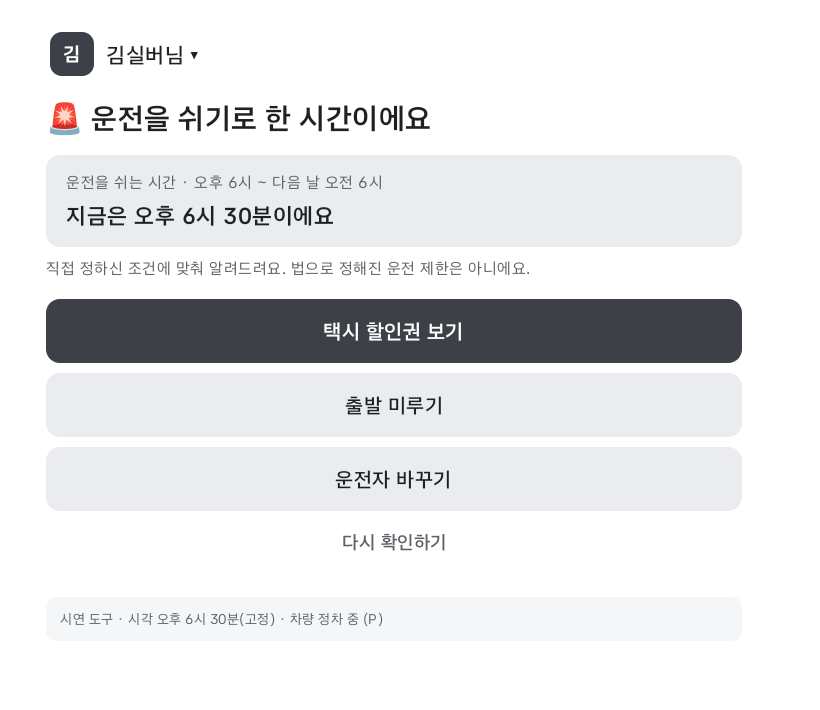 김 김실버님 ▾
🚨 운전을 쉬기로 한 시간이에요
운전을 쉬는 시간 · 오후 6시 ~ 다음 날 오전 6시
지금은 오후 6시 30분이에요
직접 정하신 조건에 맞춰 알려드려요. 법으로 정해진 운전 제한은 아니에요.
택시 할인권 보기
출발 미루기
운전자 바꾸기
다시 확인하기
시연 도구 · 시각 오후 6시 30분(고정) · 차량 정차 중 (P)